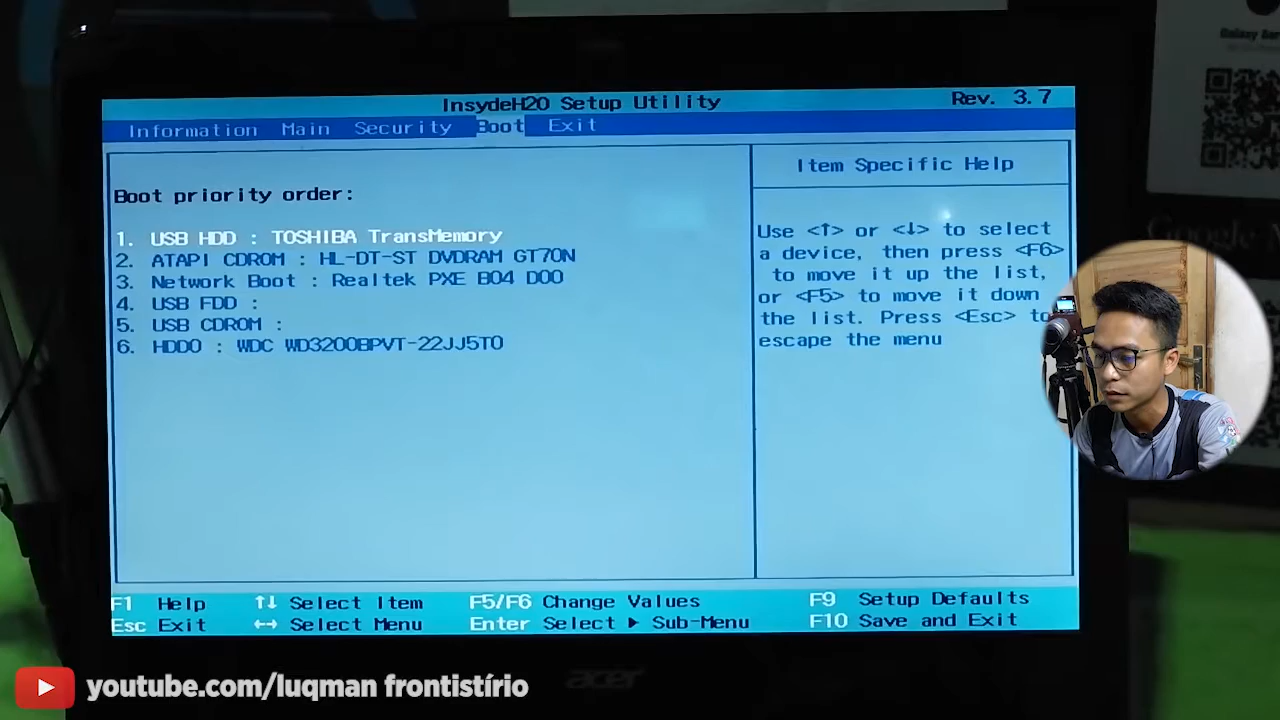 InsydeH2O Setup Utility
Rev. 3.7
Information Main Security Boot Exit
Boot priority order:
1. USB HDD : TOSHIBA TransMemory
2. ATAPI CDROM : HL-DT-ST DVDRAM GT70N
3. Network Boot : Realtek PXE B04 D00
4. USB FDD :
5. USB CDROM :
6. HDD0 : WDC WD3200BPVT-22JJ5T0
Item Specific Help
Use <↑> or <↓> to select
a device, then press <F6>
to move it up the list,
or <F5> to move it down
the list. Press <Esc> to
escape the menu
F1 Help ↑↓ Select Item F5/F6 Change Values F9 Setup Defaults
Esc Exit ↔ Select Menu Enter Select ▶ Sub-Menu F10 Save and Exit
acer
youtube.com/luqman frontistírio